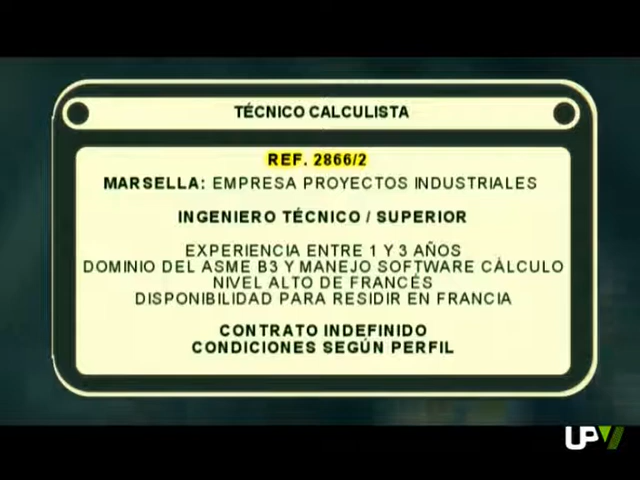 TÉCNICO CALCULISTA
REF. 2866/2
MARSELLA: EMPRESA PROYECTOS INDUSTRIALES
INGENIERO TÉCNICO / SUPERIOR
EXPERIENCIA ENTRE 1 Y 3 AÑOS
DOMINIO DEL ASME B3 Y MANEJO SOFTWARE CÁLCULO
NIVEL ALTO DE FRANCÉS
DISPONIBILIDAD PARA RESIDIR EN FRANCIA
CONTRATO INDEFINIDO
CONDICIONES SEGÚN PERFIL
UPV